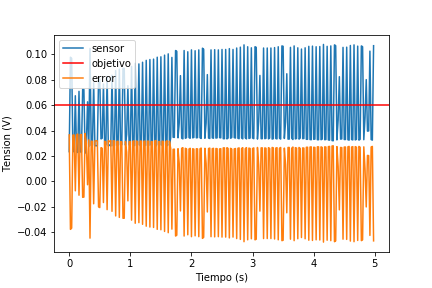 sensor
objetivo
error
0.10
0.08
0.06
0.04
0.02
0.00
−0.02
−0.04
Tension (V)
0 1 2 3 4 5
Tiempo (s)